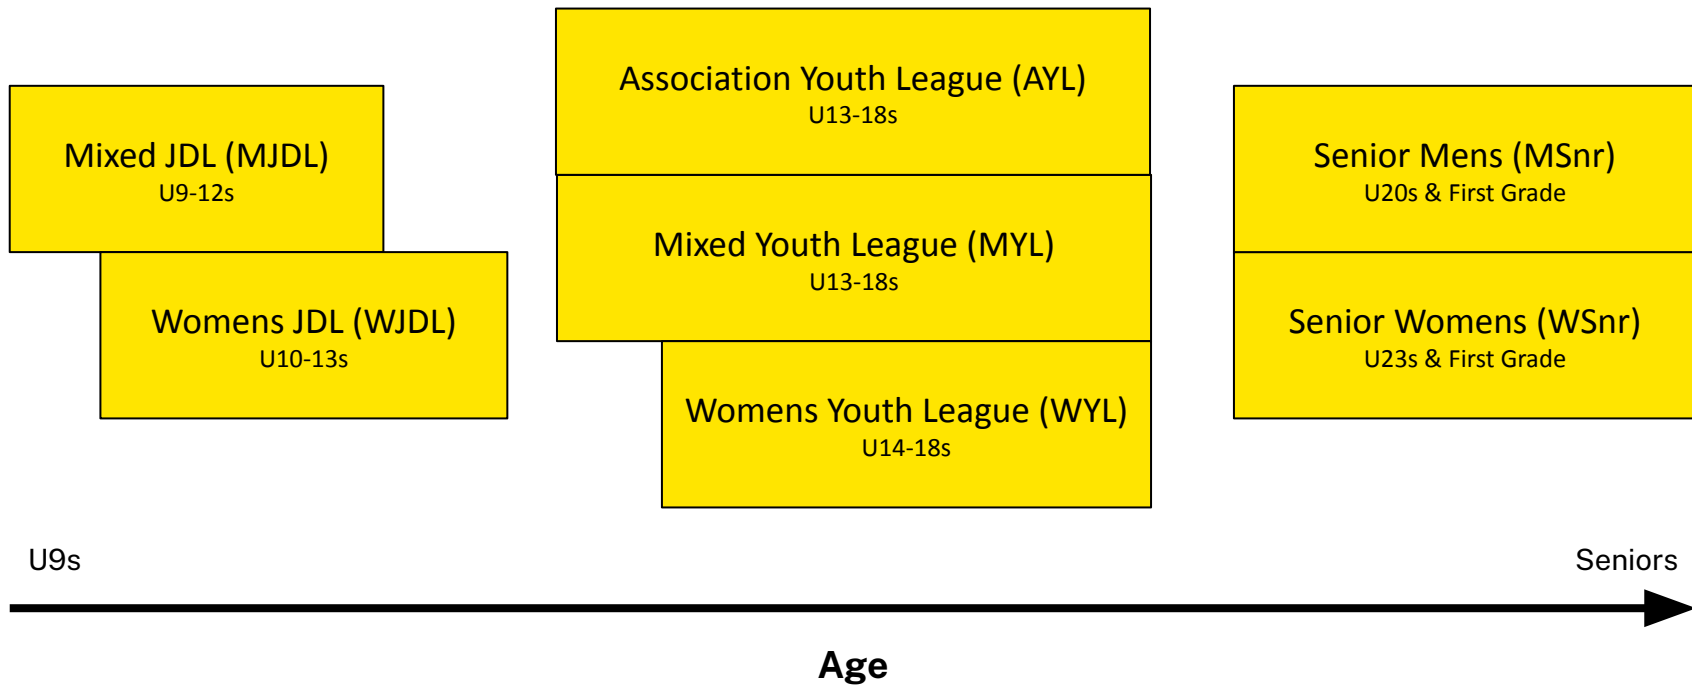 Mixed JDL (MJDL)
U9-12s
Womens JDL (WJDL)
U10-13s
Association Youth League (AYL)
U13-18s
Mixed Youth League (MYL)
U13-18s
Womens Youth League (WYL)
U14-18s
Senior Mens (MSnr)
U20s & First Grade
Senior Womens (WSnr)
U23s & First Grade
U9s
Seniors
Age